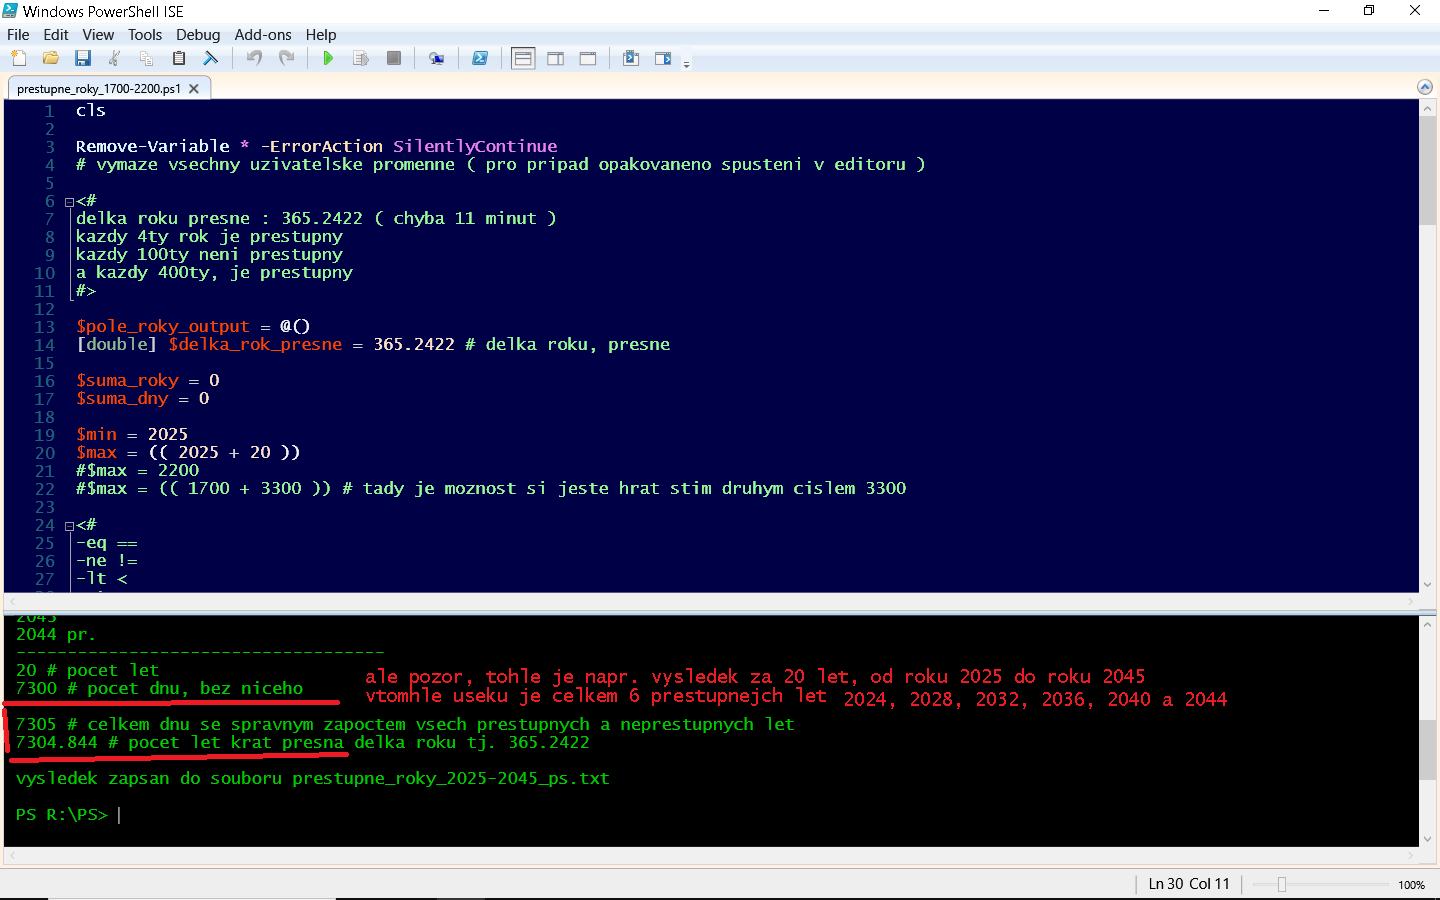 Windows PowerShell ISE
File Edit View Tools Debug Add-ons Help
prestupne_roky_1700-2200.ps1
1 cls
2
3 Remove-Variable * -ErrorAction SilentlyContinue
4 # vymaze vsechny uzivatelske promenne ( pro pripad opakovaneno spusteni v editoru )
5
6 <#
7 delka roku presne : 365.2422 ( chyba 11 minut )
8 kazdy 4ty rok je prestupny
9 kazdy 100ty neni prestupny
10 a kazdy 400ty, je prestupny
11 #>
12
13 $pole_roky_output = @()
14 [double] $delka_rok_presne = 365.2422 # delka roku, presne
15
16 $suma_roky = 0
17 $suma_dny = 0
18
19 $min = 2025
20 $max = (( 2025 + 20 ))
21 #$max = 2200
22 #$max = (( 1700 + 3300 )) # tady je moznost si jeste hrat stim druhym cislem 3300
23
24 <#
25 -eq ==
26 -ne !=
27 -lt <
2044 pr.
------------------------------------
20 # pocet let
7300 # pocet dnu, bez niceho
ale pozor, tohle je napr. vysledek za 20 let, od roku 2025 do roku 2045
vtomhle useku je celkem 6 prestupnejch let 2024, 2028, 2032, 2036, 2040 a 2044
7305 # celkem dnu se spravnym zapoctem vsech prestupnych a neprestupnych let
7304.844 # pocet let krat presna delka roku tj. 365.2422
vysledek zapsan do souboru prestupne_roky_2025-2045_ps.txt
PS R:\PS>
Ln 30 Col 11
100%